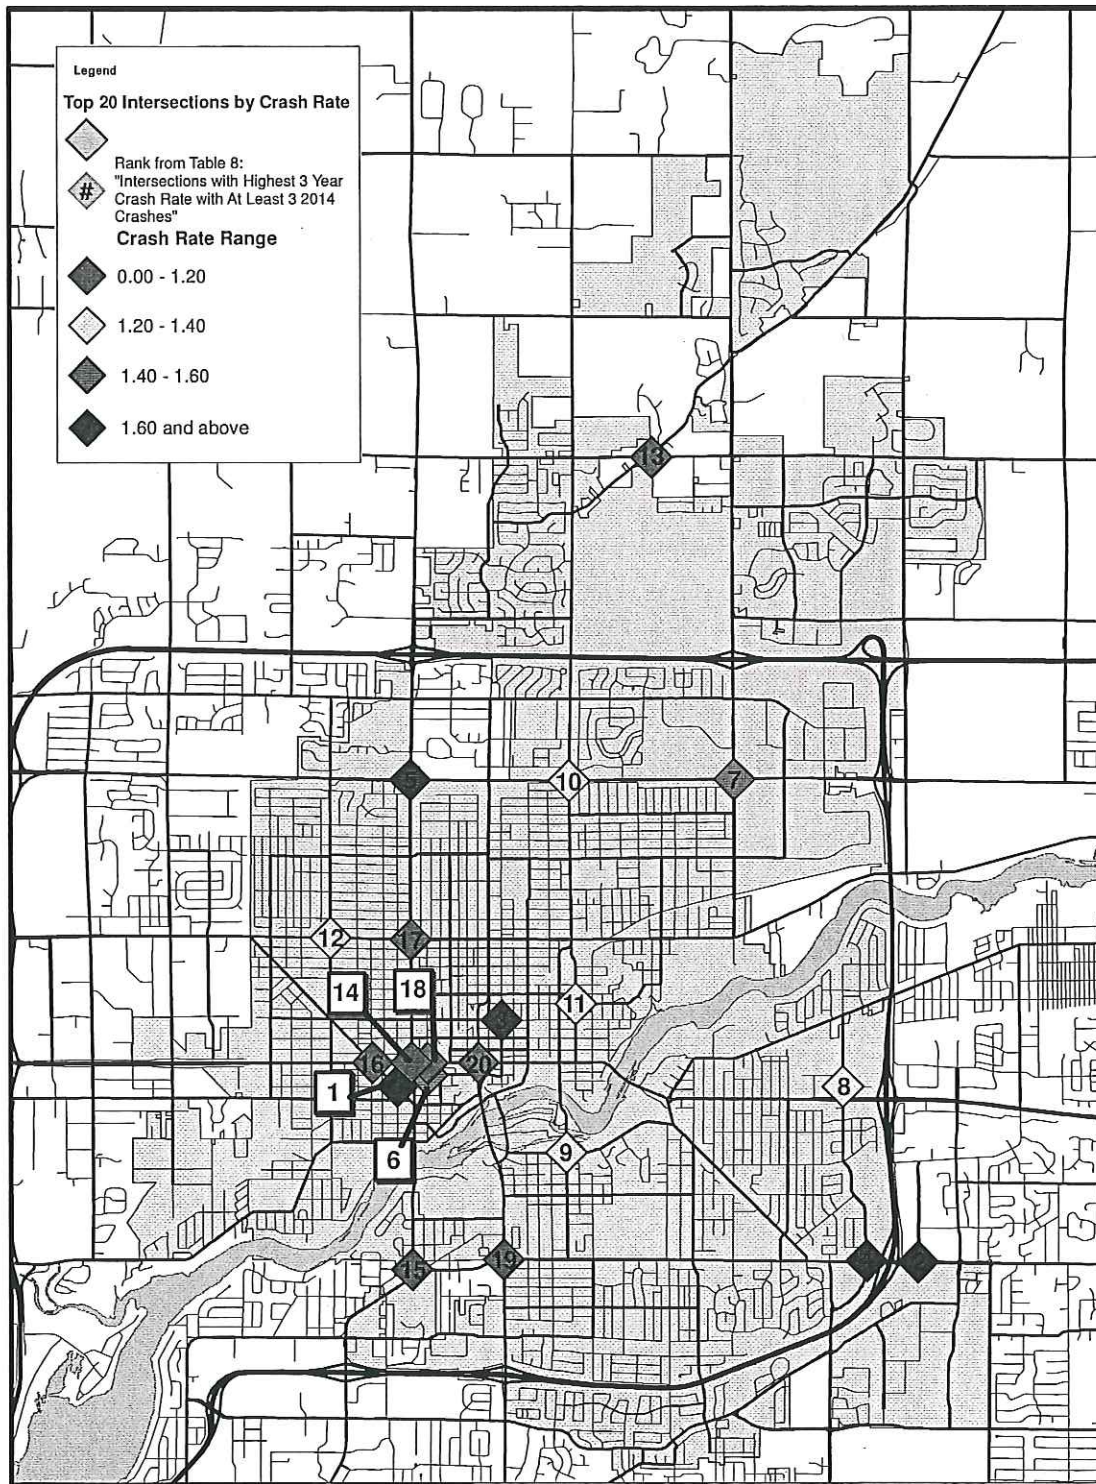 Legend
Top 20 Intersections by Crash Rate
Rank from Table 8:
#
"Intersections with Highest 3 Year
Crash Rate with At Least 3 2014
Crashes"
Crash Rate Range
0.00 - 1.20
1.20 - 1.40
1.40 - 1.60
1.60 and above
13
5
10
7
12
17
14
18
11
16
20
1
8
6
9
15
19